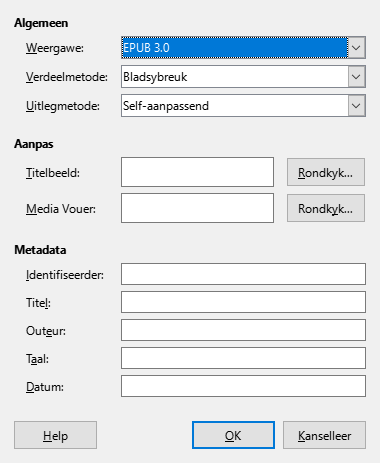 Algemeen
Weergawe: EPUB 3.0
Verdeelmetode: Bladsybreuk
Uitlegmetode: Self-aanpassend
Aanpas
Titelbeeld: Rondkyk...
Media Vouer: Rondkyk...
Metadata
Identifiseerder:
Titel:
Outeur:
Taal:
Datum:
Help OK Kanselleer